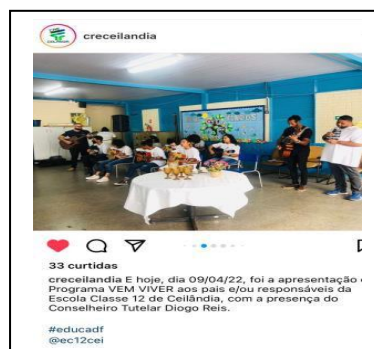 creceilandia
33 curtidas
creceilandia E hoje, dia 09/04/22, foi a apresentação
Programa VEM VIVER aos pais e/ou responsáveis da
Escola Classe 12 de Ceilândia, com a presença do
Conselheiro Tutelar Diogo Reis.
#educadf
@ec12cei